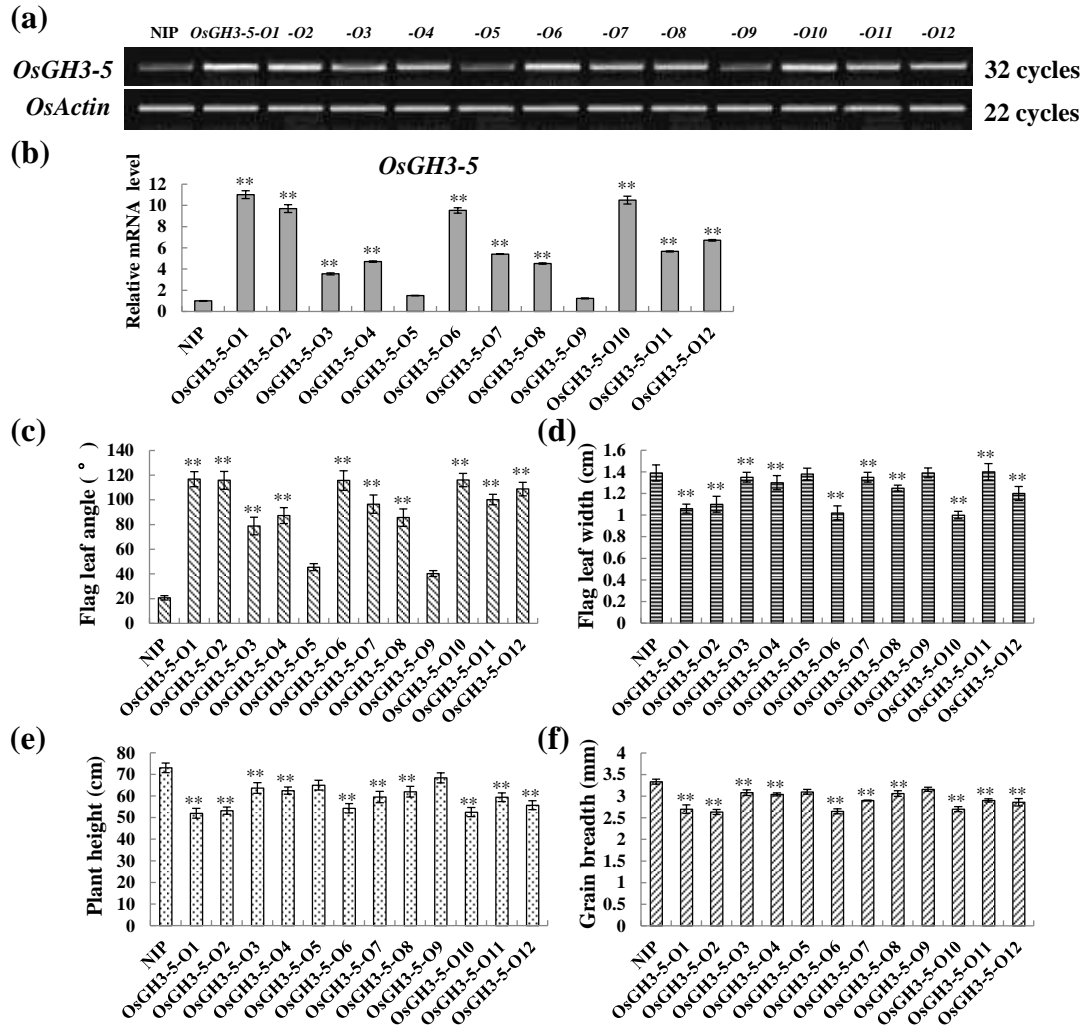 (a)
NIP OsGH3-5-O1 -O2 -O3 -O4 -O5 -O6 -O7 -O8 -O9 -O10 -O11 -O12
OsGH3-5 32 cycles
OsActin 22 cycles
(b)
OsGH3-5
Relative mRNA level
12
10
8
6
4
2
0
** ** ** ** ** ** ** ** ** **
NIP OsGH3-5-O1 OsGH3-5-O2 OsGH3-5-O3 OsGH3-5-O4 OsGH3-5-O5 OsGH3-5-O6 OsGH3-5-O7 OsGH3-5-O8 OsGH3-5-O9 OsGH3-5-O10 OsGH3-5-O11 OsGH3-5-O12
(c)
Flag leaf angle (°)
140
120
100
80
60
40
20
0
** ** ** ** ** ** ** ** ** **
NIP OsGH3-5-O1 OsGH3-5-O2 OsGH3-5-O3 OsGH3-5-O4 OsGH3-5-O5 OsGH3-5-O6 OsGH3-5-O7 OsGH3-5-O8 OsGH3-5-O9 OsGH3-5-O10 OsGH3-5-O11 OsGH3-5-O12
(d)
Flag leaf width (cm)
1.6
1.4
1.2
1
0.8
0.6
0.4
0.2
0
** ** ** ** ** ** ** ** ** **
NIP OsGH3-5-O1 OsGH3-5-O2 OsGH3-5-O3 OsGH3-5-O4 OsGH3-5-O5 OsGH3-5-O6 OsGH3-5-O7 OsGH3-5-O8 OsGH3-5-O9 OsGH3-5-O10 OsGH3-5-O11 OsGH3-5-O12
(e)
Plant height (cm)
80
70
60
50
40
30
20
10
0
** ** ** ** ** ** ** ** ** **
NIP OsGH3-5-O1 OsGH3-5-O2 OsGH3-5-O3 OsGH3-5-O4 OsGH3-5-O5 OsGH3-5-O6 OsGH3-5-O7 OsGH3-5-O8 OsGH3-5-O9 OsGH3-5-O10 OsGH3-5-O11 OsGH3-5-O12
(f)
Grain breadth (mm)
4
3.5
3
2.5
2
1.5
1
0.5
0
** ** ** ** ** ** ** ** ** **
NIP OsGH3-5-O1 OsGH3-5-O2 OsGH3-5-O3 OsGH3-5-O4 OsGH3-5-O5 OsGH3-5-O6 OsGH3-5-O7 OsGH3-5-O8 OsGH3-5-O9 OsGH3-5-O10 OsGH3-5-O11 OsGH3-5-O12